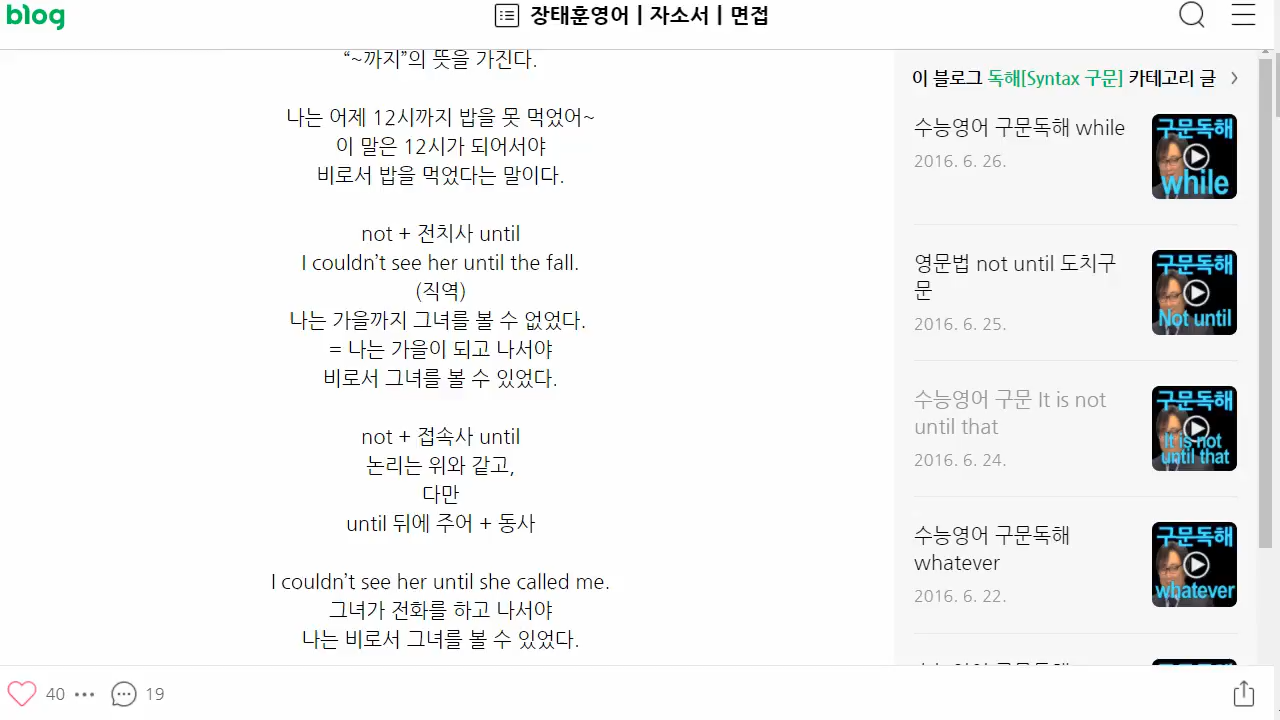 blog
장태훈영어 | 자소서 | 면접
“~까지”의 뜻을 가진다.
나는 어제 12시까지 밥을 못 먹었어~
이 말은 12시가 되어서야
비로서 밥을 먹었다는 말이다.
not + 전치사 until
I couldn’t see her until the fall.
(직역)
나는 가을까지 그녀를 볼 수 없었다.
= 나는 가을이 되고 나서야
비로서 그녀를 볼 수 있었다.
not + 접속사 until
논리는 위와 같고,
다만
until 뒤에 주어 + 동사
I couldn’t see her until she called me.
그녀가 전화를 하고 나서야
나는 비로서 그녀를 볼 수 있었다.
이 블로그 독해[Syntax 구문] 카테고리 글
수능영어 구문독해 while
2016. 6. 26.
구문독해
while
영문법 not until 도치구
문
2016. 6. 25.
구문독해
Not until
수능영어 구문 It is not
until that
2016. 6. 24.
구문독해
It is not
until that
수능영어 구문독해
whatever
2016. 6. 22.
구문독해
whatever
40
19